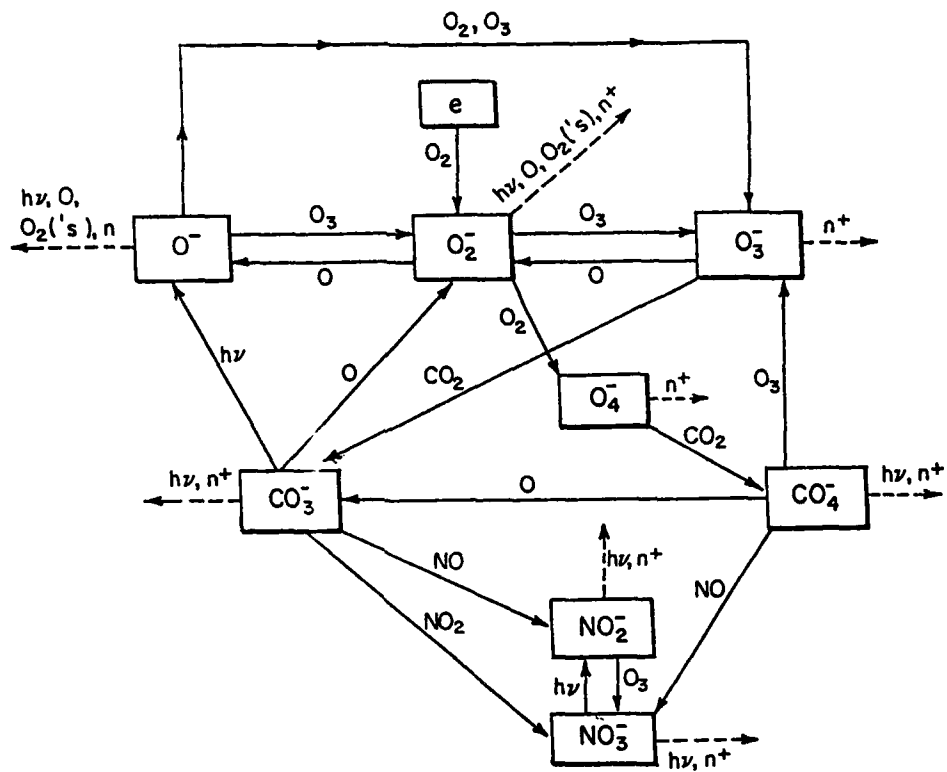 O₂, O₃
e
O₂
hν, O, O₂('s), n⁺
hν, O,
O₂('s), n
O⁻
O₃
O
O₂⁻
O₃
O
O₃⁻
n⁺
hν
O
CO₂
O₂
O₄⁻
n⁺
CO₂
O₃
hν, n⁺
CO₃⁻
O
CO₄⁻
hν, n⁺
NO
NO₂
hν, n⁺
NO
NO₂⁻
hν
O₃
NO₃⁻
hν, n⁺